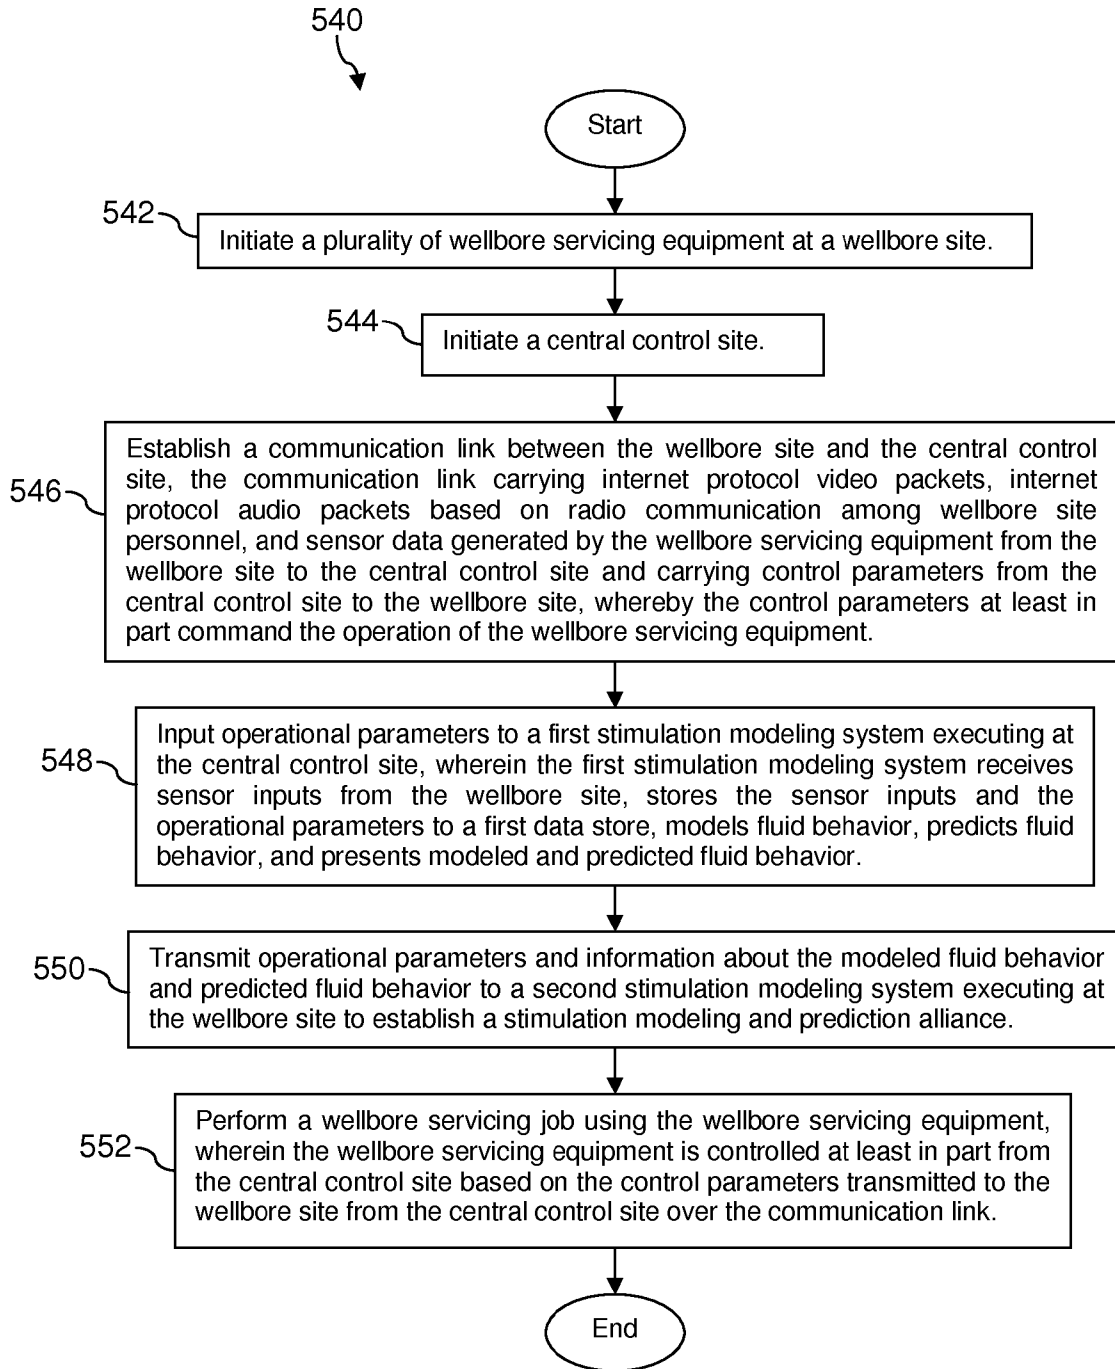 540
Start
542
Initiate a plurality of wellbore servicing equipment at a wellbore site.
544
Initiate a central control site.
546
Establish a communication link between the wellbore site and the central control
site, the communication link carrying internet protocol video packets, internet
protocol audio packets based on radio communication among wellbore site
personnel, and sensor data generated by the wellbore servicing equipment from the
wellbore site to the central control site and carrying control parameters from the
central control site to the wellbore site, whereby the control parameters at least in
part command the operation of the wellbore servicing equipment.
548
Input operational parameters to a first stimulation modeling system executing at
the central control site, wherein the first stimulation modeling system receives
sensor inputs from the wellbore site, stores the sensor inputs and the
operational parameters to a first data store, models fluid behavior, predicts fluid
behavior, and presents modeled and predicted fluid behavior.
550
Transmit operational parameters and information about the modeled fluid behavior
and predicted fluid behavior to a second stimulation modeling system executing at
the wellbore site to establish a stimulation modeling and prediction alliance.
552
Perform a wellbore servicing job using the wellbore servicing equipment,
wherein the wellbore servicing equipment is controlled at least in part from
the central control site based on the control parameters transmitted to the
wellbore site from the central control site over the communication link.
End